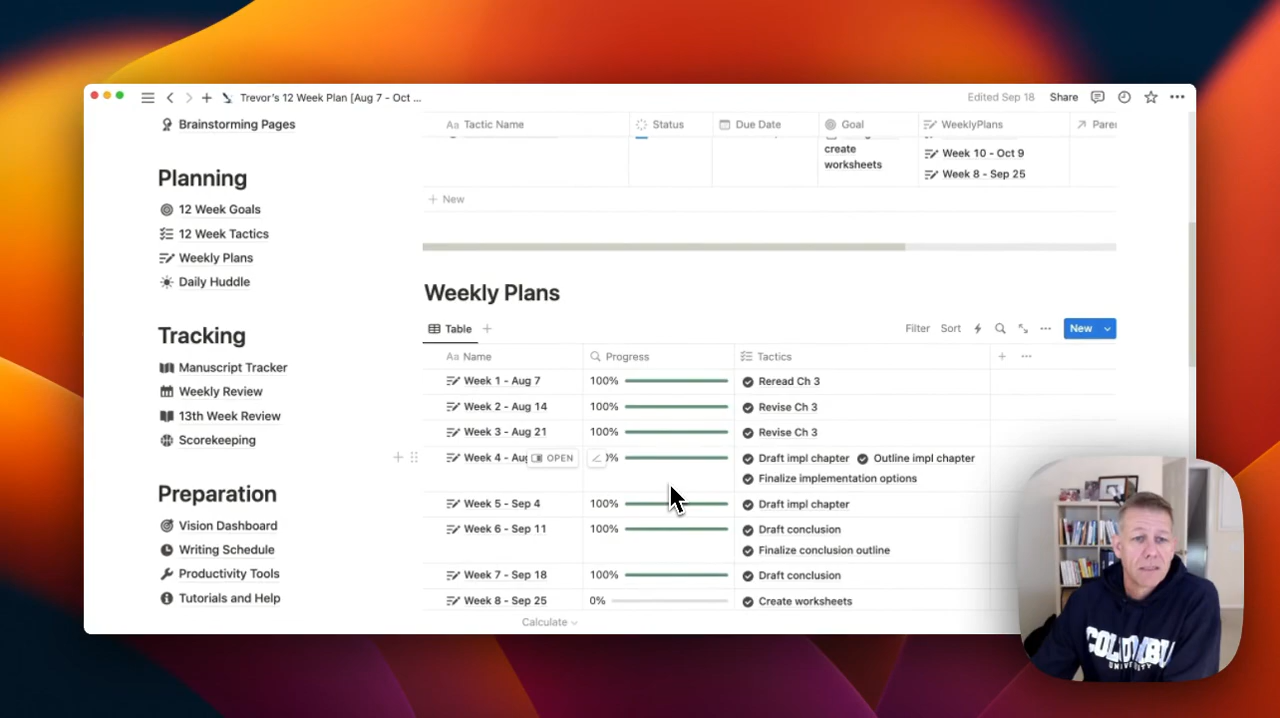 Trevor's 12 Week Plan [Aug 7 - Oct ...
Edited Sep 18
Share
Brainstorming Pages
Planning
12 Week Goals
12 Week Tactics
Weekly Plans
Daily Huddle
Tracking
Manuscript Tracker
Weekly Review
13th Week Review
Scorekeeping
Preparation
Vision Dashboard
Writing Schedule
Productivity Tools
Tutorials and Help
Aa Tactic Name Status Due Date Goal WeeklyPlans
create
worksheets
Week 10 - Oct 9
Week 8 - Sep 25
+ New
Weekly Plans
Table +
Filter Sort New
Aa Name Progress Tactics
Week 1 - Aug 7 100% Reread Ch 3
Week 2 - Aug 14 100% Revise Ch 3
Week 3 - Aug 21 100% Revise Ch 3
Week 4 - OPEN Draft impl chapter Outline impl chapter
Finalize implementation options
Week 5 - Sep 4 100% Draft impl chapter
Week 6 - Sep 11 100% Draft conclusion
Finalize conclusion outline
Week 7 - Sep 18 100% Draft conclusion
Week 8 - Sep 25 0% Create worksheets
Calculate
UNIVERSITY